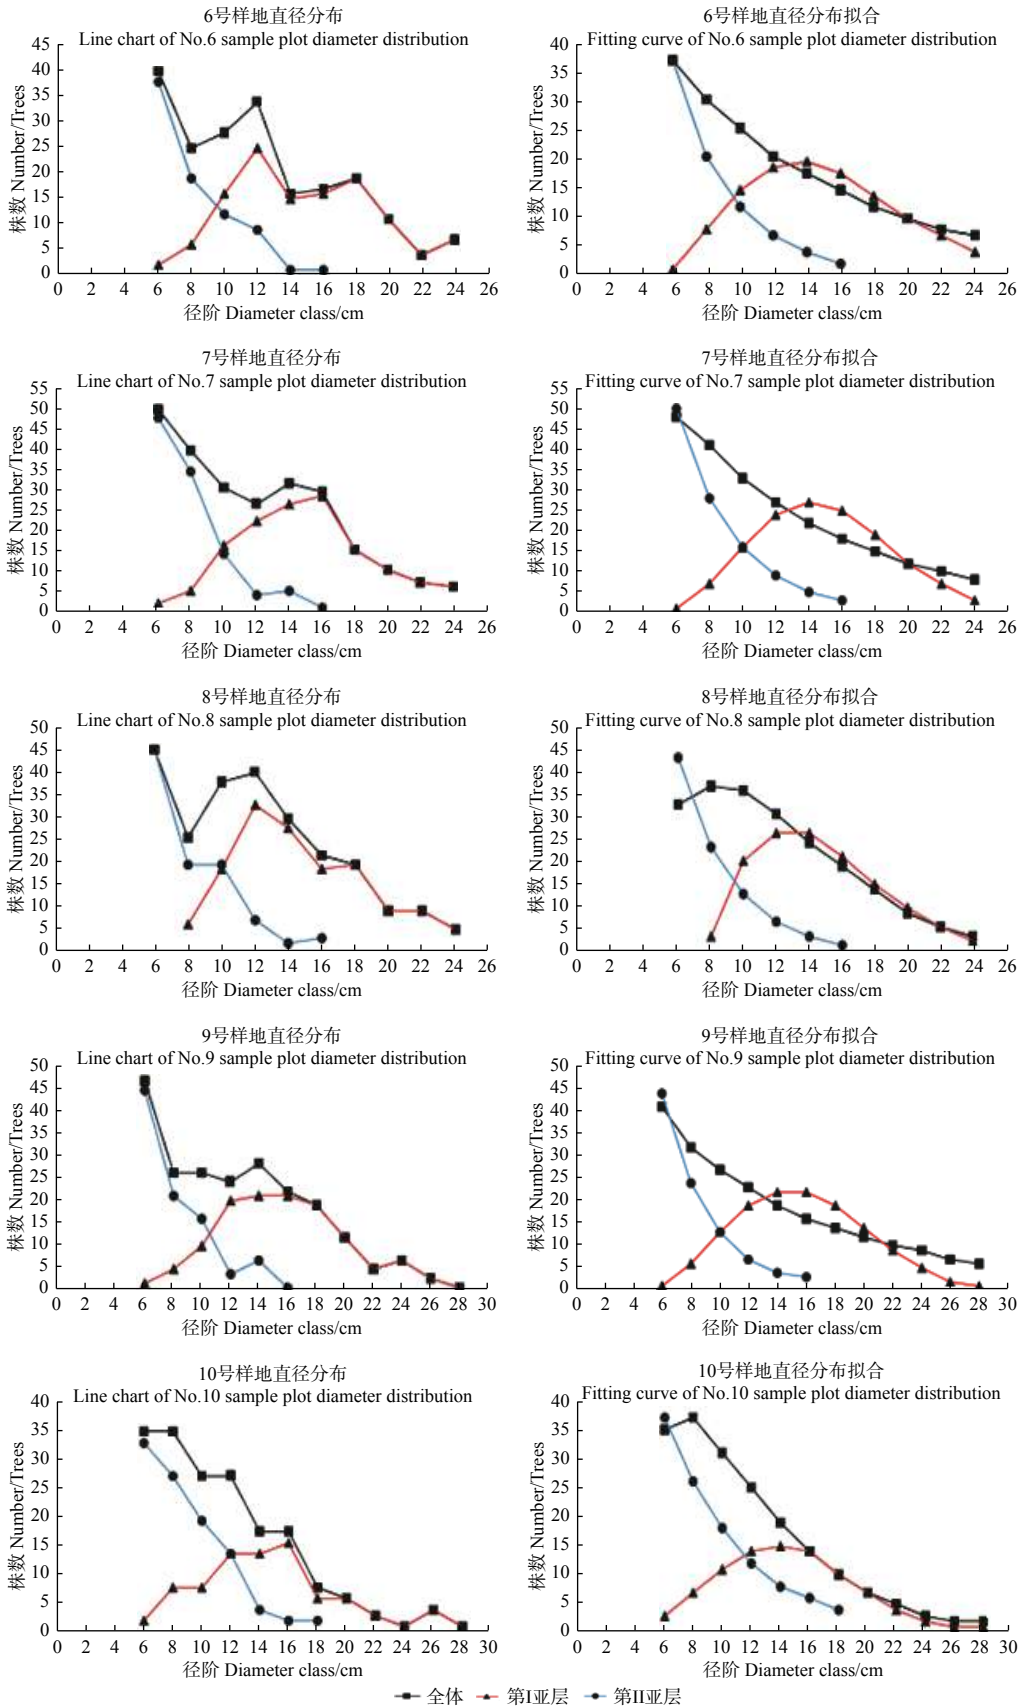 6号样地直径分布
Line chart of No.6 sample plot diameter distribution
45
40
35
30
25
20
15
10
5
0
株数 Number/Trees
0 2 4 6 8 10 12 14 16 18 20 22 24 26
径阶 Diameter class/cm
6号样地直径分布拟合
Fitting curve of No.6 sample plot diameter distribution
40
35
30
25
20
15
10
5
0
株数 Number/Trees
0 2 4 6 8 10 12 14 16 18 20 22 24 26
径阶 Diameter class/cm
7号样地直径分布
Line chart of No.7 sample plot diameter distribution
55
50
45
40
35
30
25
20
15
10
5
0
株数 Number/Trees
0 2 4 6 8 10 12 14 16 18 20 22 24 26
径阶 Diameter class/cm
7号样地直径分布拟合
Fitting curve of No.7 sample plot diameter distribution
55
50
45
40
35
30
25
20
15
10
5
0
株数 Number/Trees
0 2 4 6 8 10 12 14 16 18 20 22 24 26
径阶 Diameter class/cm
8号样地直径分布
Line chart of No.8 sample plot diameter distribution
50
45
40
35
30
25
20
15
10
5
0
株数 Number/Trees
0 2 4 6 8 10 12 14 16 18 20 22 24 26
径阶 Diameter class/cm
8号样地直径分布拟合
Fitting curve of No.8 sample plot diameter distribution
50
45
40
35
30
25
20
15
10
5
0
株数 Number/Trees
0 2 4 6 8 10 12 14 16 18 20 22 24 26
径阶 Diameter class/cm
9号样地直径分布
Line chart of No.9 sample plot diameter distribution
50
45
40
35
30
25
20
15
10
5
0
株数 Number/Trees
0 2 4 6 8 10 12 14 16 18 20 22 24 26 28 30
径阶 Diameter class/cm
9号样地直径分布拟合
Fitting curve of No.9 sample plot diameter distribution
50
45
40
35
30
25
20
15
10
5
0
株数 Number/Trees
0 2 4 6 8 10 12 14 16 18 20 22 24 26 28 30
径阶 Diameter class/cm
10号样地直径分布
Line chart of No.10 sample plot diameter distribution
40
35
30
25
20
15
10
5
0
株数 Number/Trees
0 2 4 6 8 10 12 14 16 18 20 22 24 26 28 30
径阶 Diameter class/cm
10号样地直径分布拟合
Fitting curve of No.10 sample plot diameter distribution
40
35
30
25
20
15
10
5
0
株数 Number/Trees
0 2 4 6 8 10 12 14 16 18 20 22 24 26 28 30
径阶 Diameter class/cm
全体 第I亚层 第II亚层